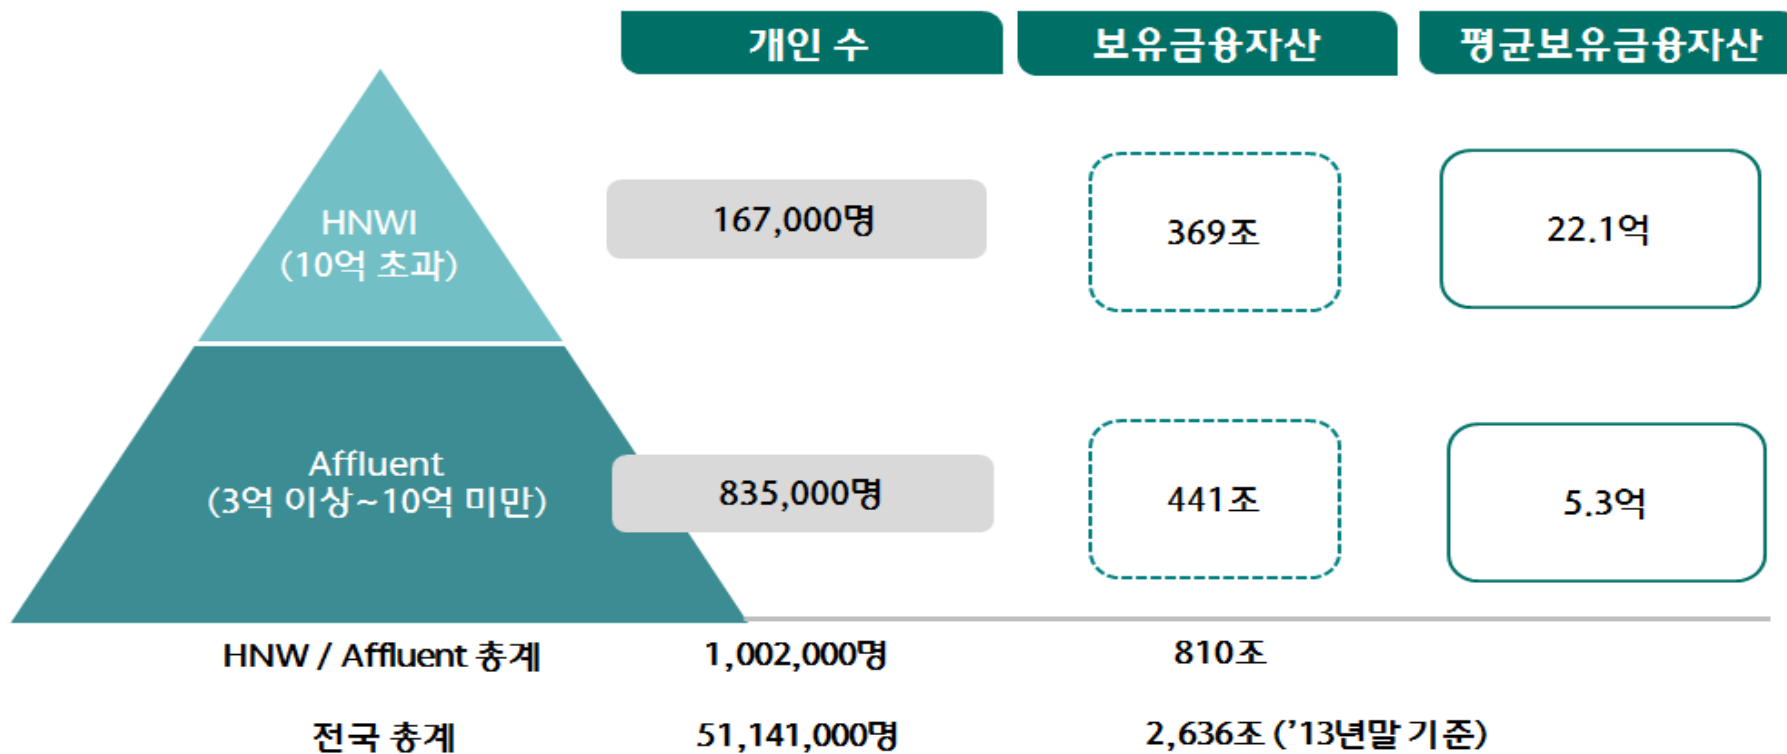 개인 수
보유금융자산
평균보유금융자산
HNWI
(10억 초과)
167,000명
369조
22.1억
Affluent
(3억 이상~10억 미만)
835,000명
441조
5.3억
HNW / Affluent 총계
1,002,000명
810조
전국 총계
51,141,000명
2,636조 (’13년말 기준)